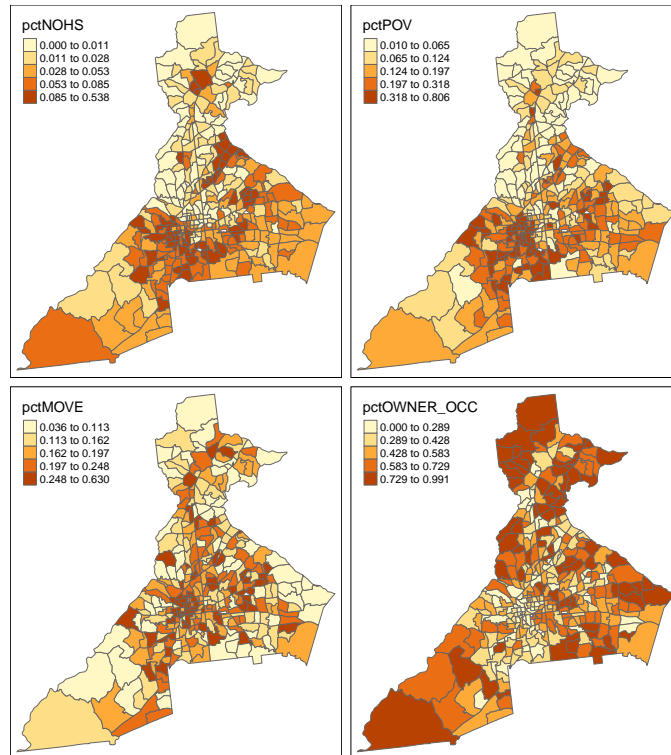 pctNOHS
0.000 to 0.011
0.011 to 0.028
0.028 to 0.053
0.053 to 0.085
0.085 to 0.538
pctPOV
0.010 to 0.065
0.065 to 0.124
0.124 to 0.197
0.197 to 0.318
0.318 to 0.806
pctMOVE
0.036 to 0.113
0.113 to 0.162
0.162 to 0.197
0.197 to 0.248
0.248 to 0.630
pctOWNER_OCC
0.000 to 0.289
0.289 to 0.428
0.428 to 0.583
0.583 to 0.729
0.729 to 0.991